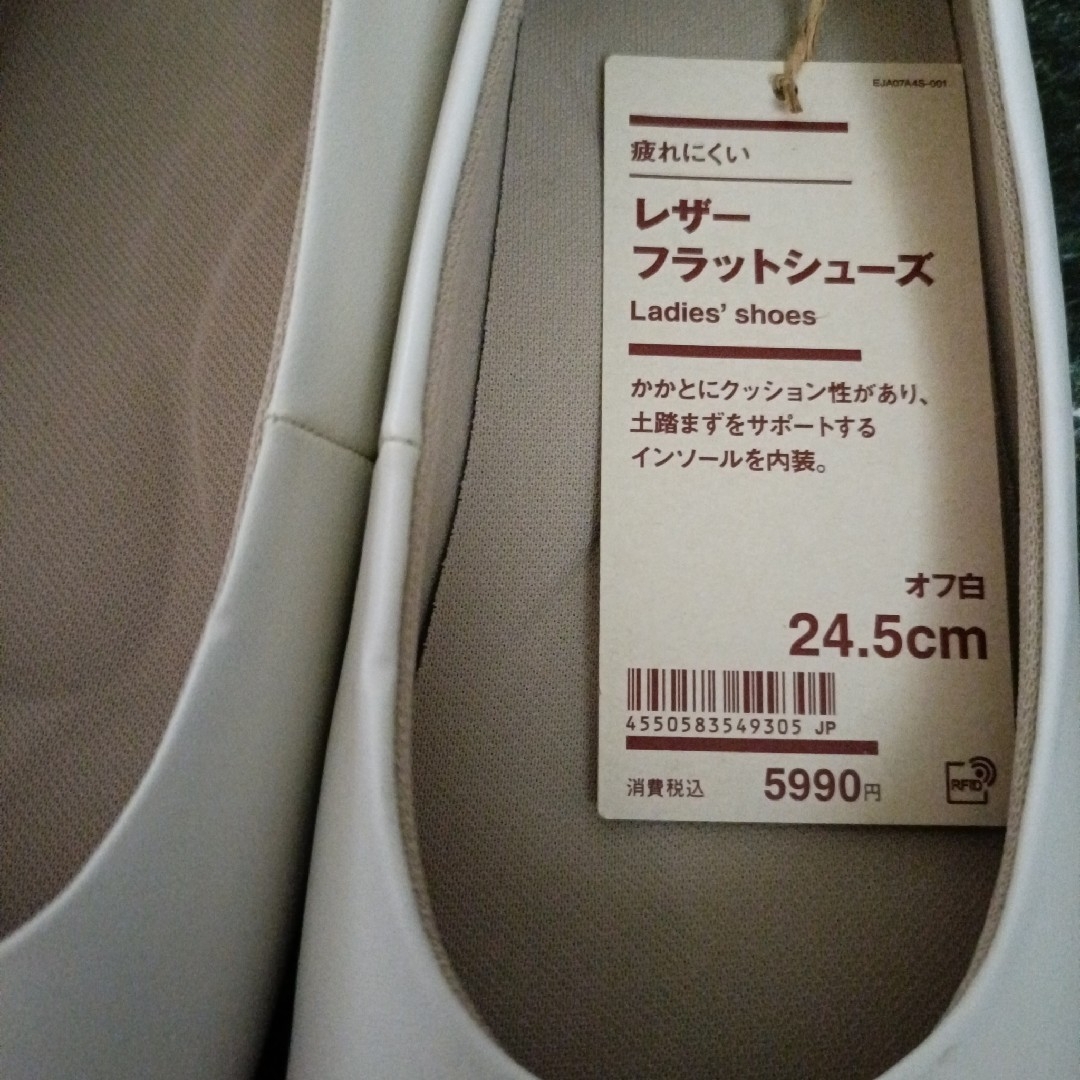 EJA07A4S-001
疲れにくい
レザー
フラットシューズ
Ladies' shoes
かかとにクッション性があり、
土踏まずをサポートする
インソールを内装。
オフ白
24.5cm
4550583549305 JP
消費税込 5990円
RFID